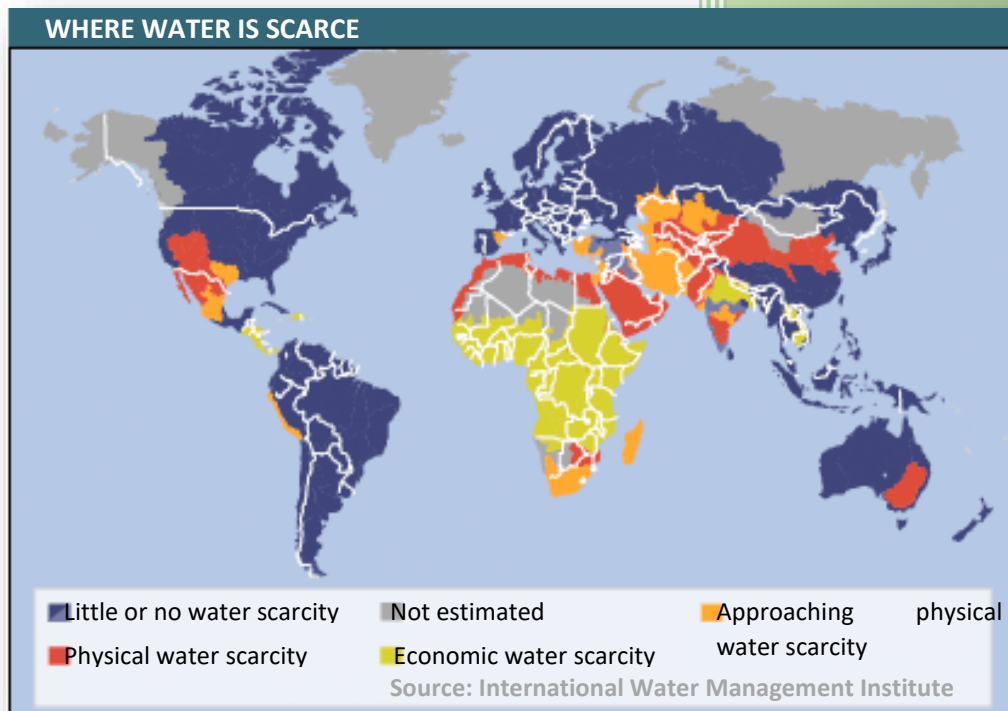 WHERE WATER IS SCARCE
Little or no water scarcity
Not estimated
Approaching physical
water scarcity
Physical water scarcity
Economic water scarcity
Source: International Water Management Institute